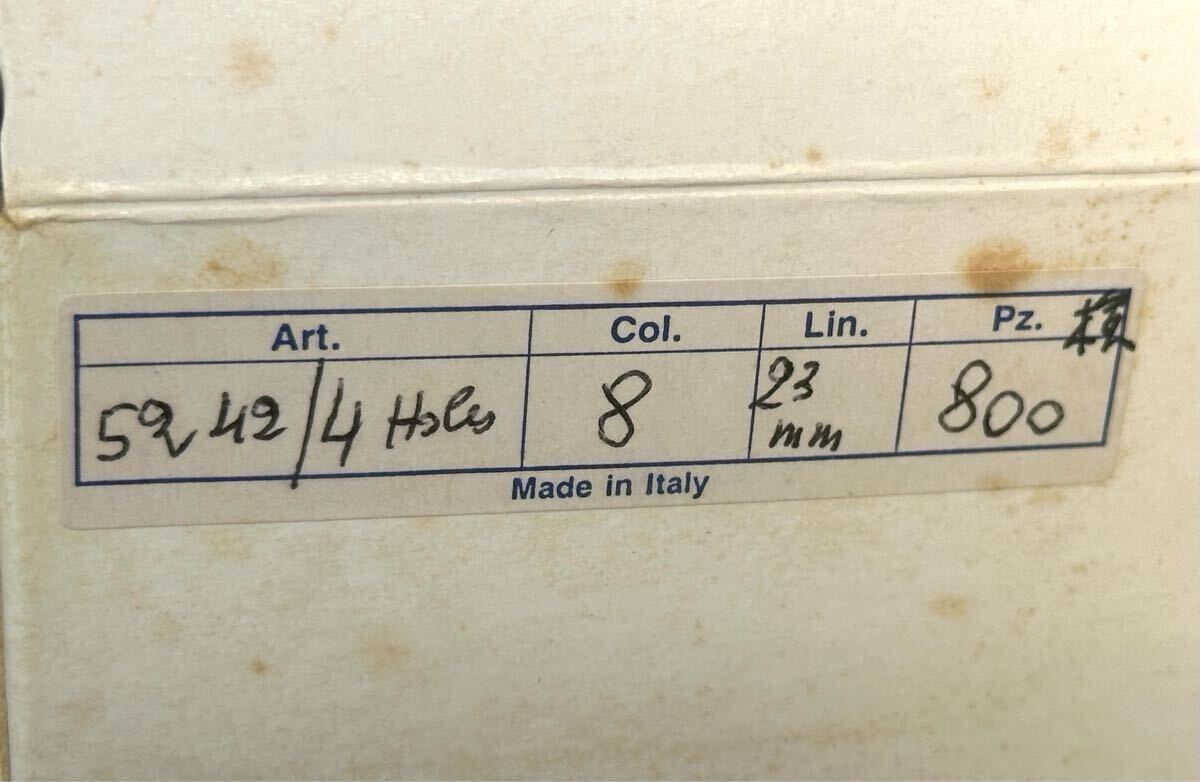 Art. Col. Lin. Pz.
5242/4 Holes 8 23 mm 800
Made in Italy